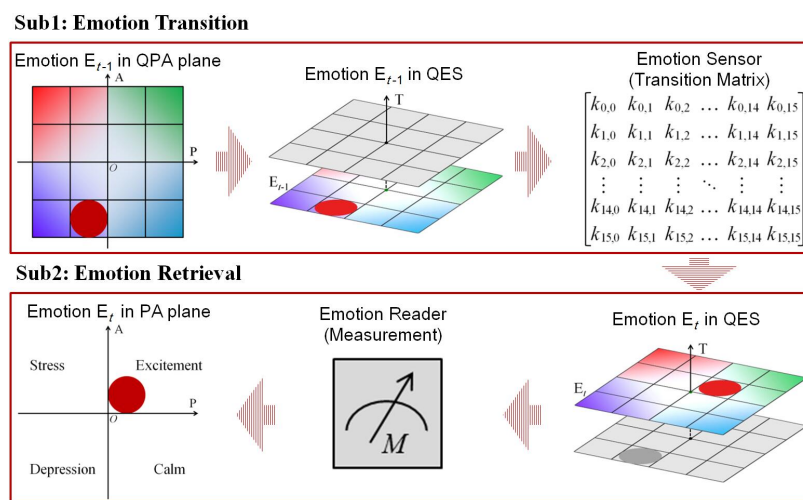 Sub1: Emotion Transition
Emotion E_{t-1} in QPA plane
A
P
O
Emotion E_{t-1} in QES
T
E_{t-1}
Emotion Sensor
(Transition Matrix)
k_{0,0} k_{0,1} k_{0,2} … k_{0,14} k_{0,15}
k_{1,0} k_{1,1} k_{1,2} … k_{1,14} k_{1,15}
k_{2,0} k_{2,1} k_{2,2} … k_{2,14} k_{2,15}
⋮ ⋮ ⋮ ⋱ ⋮ ⋮
k_{14,0} k_{14,1} k_{14,2} … k_{14,14} k_{14,15}
k_{15,0} k_{15,1} k_{15,2} … k_{15,14} k_{15,15}
Sub2: Emotion Retrieval
Emotion E_t in PA plane
A
Stress Excitement
P
O
Depression Calm
Emotion Reader
(Measurement)
M
Emotion E_t in QES
T
E_t